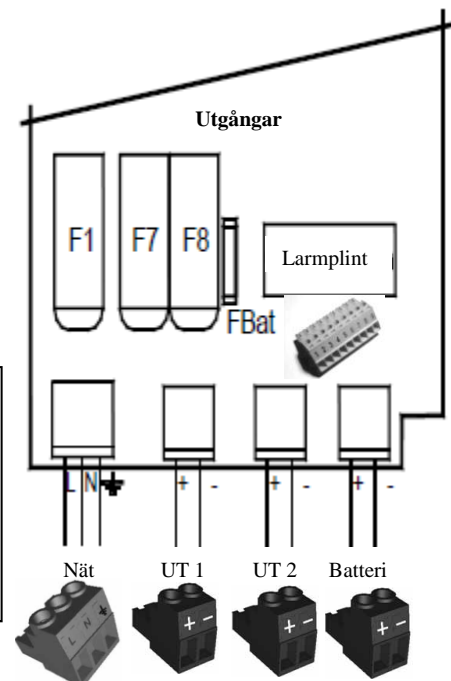 Utgångar
F1 F7 F8
Larmplint
FBat
L N + - + - + -
Nät UT 1 UT 2 Batteri
L N
+ - + - + -